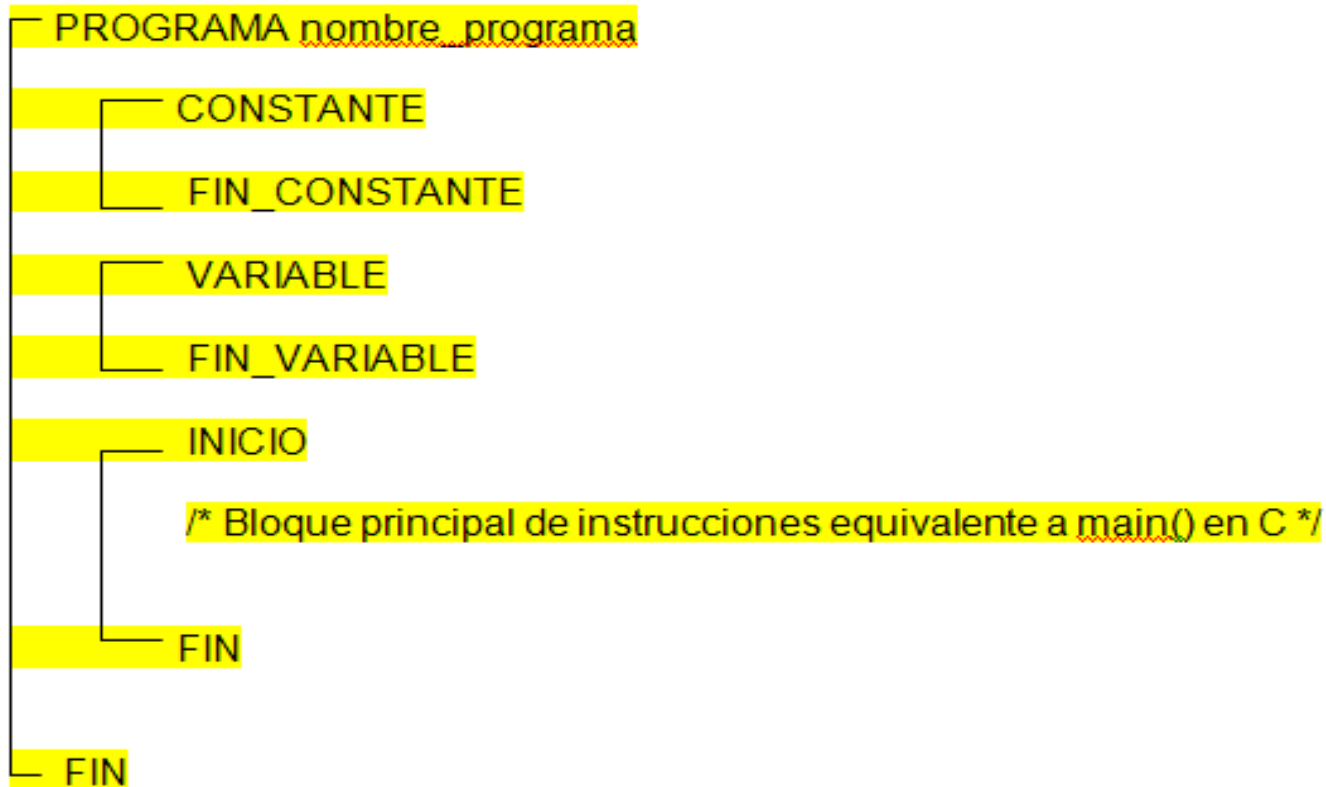 PROGRAMA nombre_programa
CONSTANTE
FIN_CONSTANTE
VARIABLE
FIN_VARIABLE
INICIO
/* Bloque principal de instrucciones equivalente a main() en C */
FIN
FIN